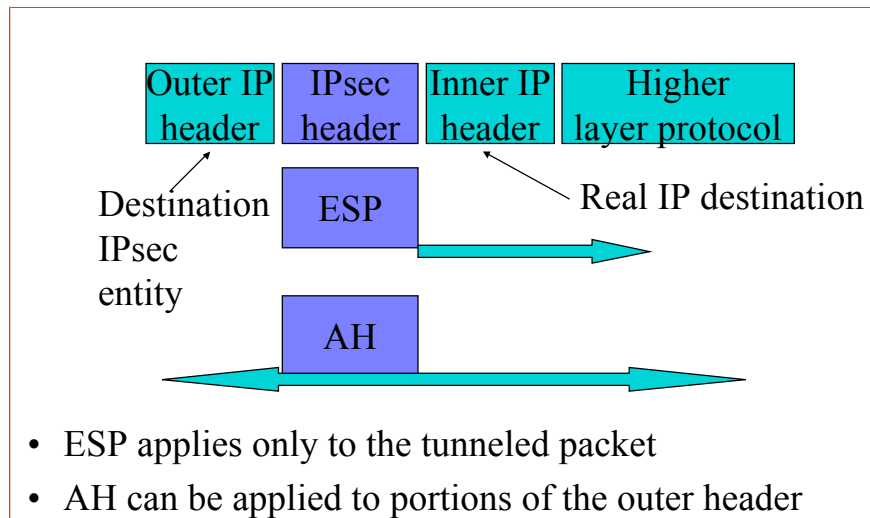 Outer IP
header
IPsec
header
Inner IP
header
Higher
layer protocol
Destination
IPsec
entity
ESP
Real IP destination
AH
• ESP applies only to the tunneled packet
• AH can be applied to portions of the outer header